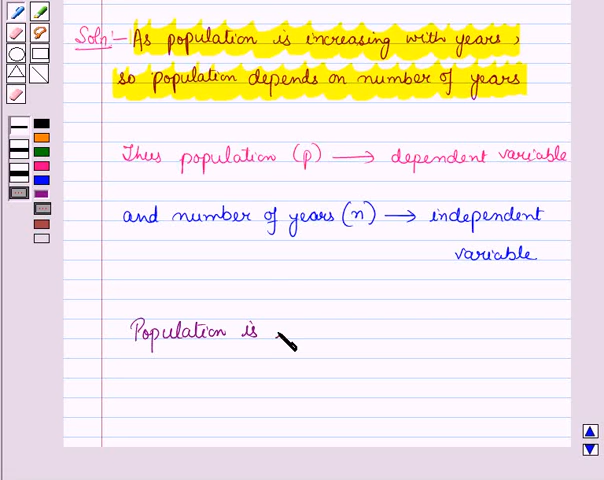 Soln:- As population is increasing with years,
so population depends on number of years
Thus population (p) → dependent variable
and number of years (n) → independent
variable
Population is